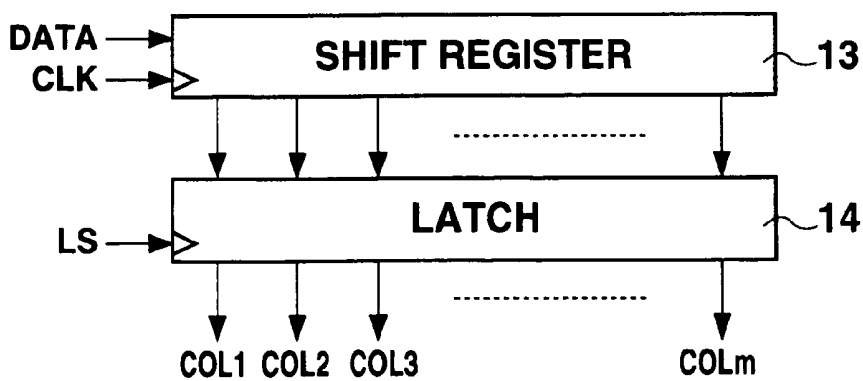 DATA
CLK
SHIFT REGISTER
13
LS
LATCH
14
COL1 COL2 COL3 COLm